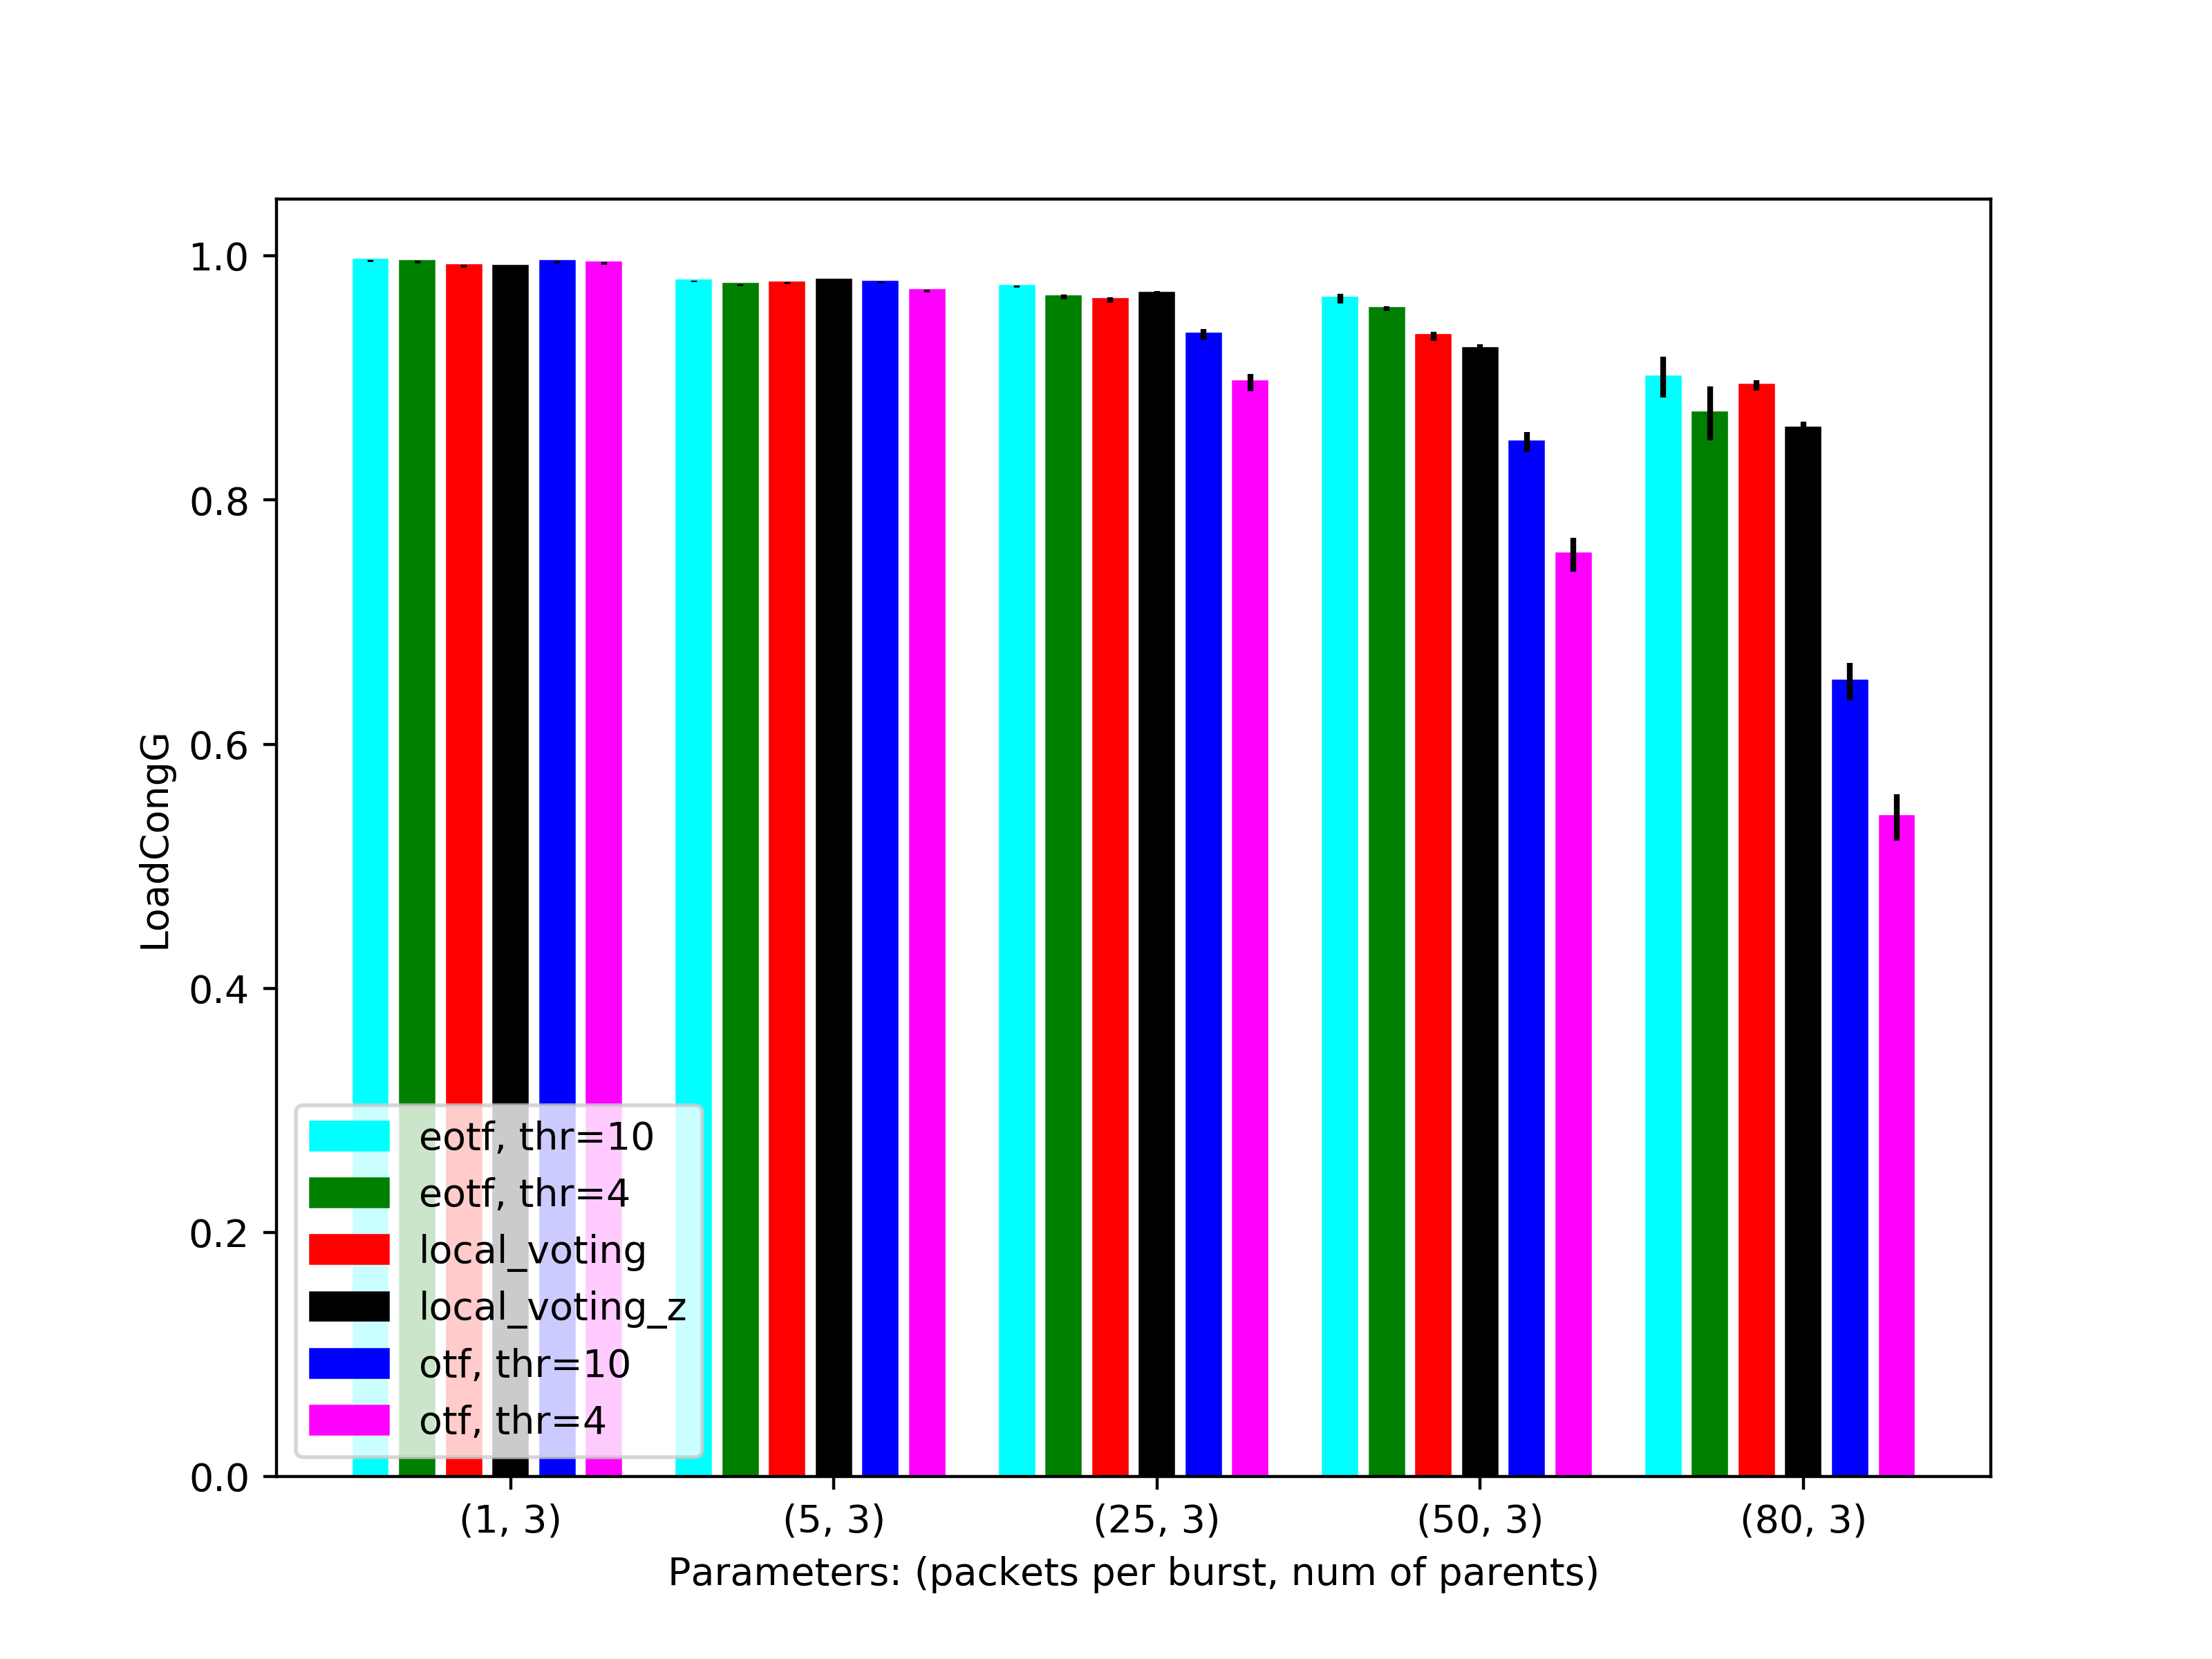 1.0
0.8
0.6
0.4
0.2
0.0
LoadCongG
eotf, thr=10
eotf, thr=4
local_voting
local_voting_z
otf, thr=10
otf, thr=4
(1, 3) (5, 3) (25, 3) (50, 3) (80, 3)
Parameters: (packets per burst, num of parents)